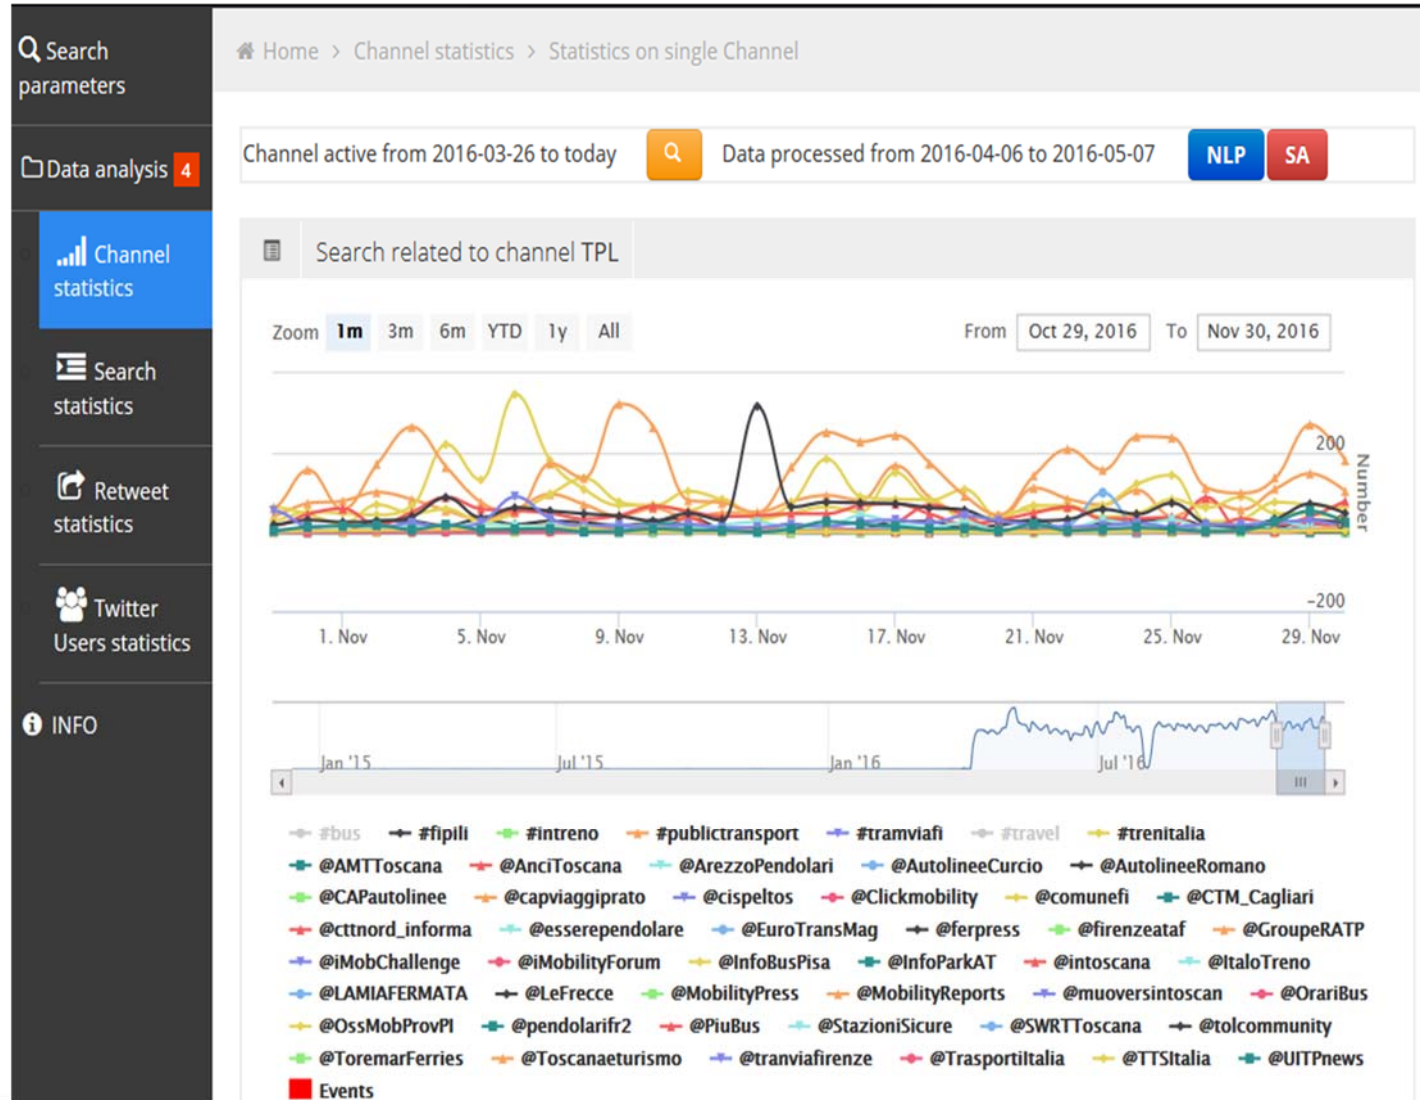 Search
parameters
Data analysis 4
Channel
statistics
Search
statistics
Retweet
statistics
Twitter
Users statistics
INFO
Home > Channel statistics > Statistics on single Channel
Channel active from 2016-03-26 to today
Data processed from 2016-04-06 to 2016-05-07 NLP SA
Search related to channel TPL
Zoom 1m 3m 6m YTD 1y All From Oct 29, 2016 To Nov 30, 2016
200
Number
-200
1. Nov 5. Nov 9. Nov 13. Nov 17. Nov 21. Nov 25. Nov 29. Nov
Jan '15 Jul '15 Jan '16 Jul '16
#bus #fipili #intreno #publictransport #tramviafi #travel #trenitalia
@AMTToscana @AnciToscana @ArezzoPendolari @AutolineeCurcio @AutolineeRomano
@CAPautolinee @capviaggiprato @cispeltos @Clickmobility @comunefi @CTM_Cagliari
@cttnord_informa @esserependolare @EuroTransMag @ferpress @firenzeataf @GroupeRATP
@iMobChallenge @iMobilityForum @InfoBusPisa @InfoParkAT @intoscana @ItaloTreno
@LAMIAFERMATA @LeFrecce @MobilityPress @MobilityReports @muoversintoscan @OrariBus
@OssMobProvPI @pendolarifr2 @PiuBus @StazioniSicure @SWRTToscana @tolcommunity
@ToremarFerries @Toscanaeturismo @tranviafirenze @TrasportiItalia @TTSItalia @UITPnews
Events